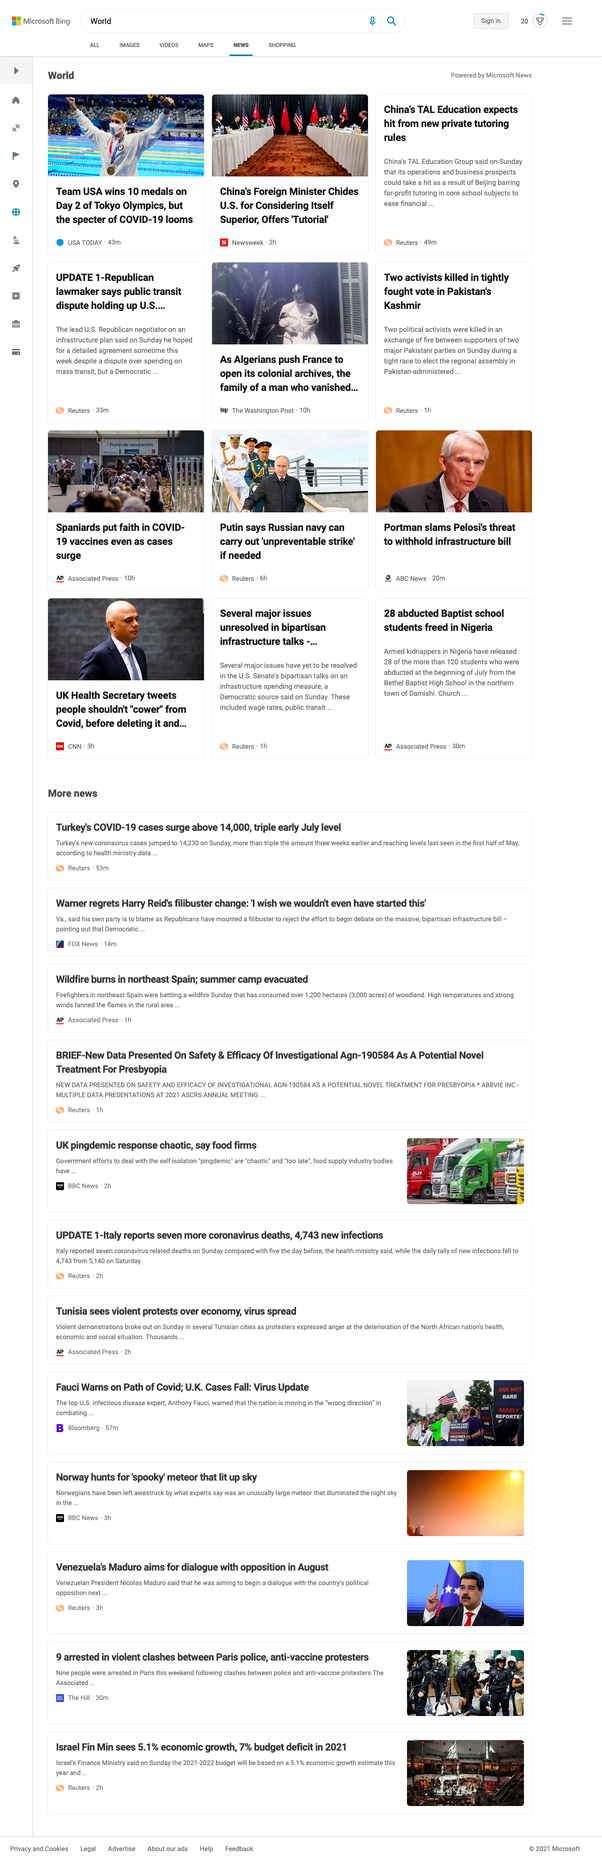 Microsoft Bing
World
Sign in
20
ALL
IMAGES
VIDEOS
MAPS
NEWS
SHOPPING
World
Powered by Microsoft News
Team USA wins 10 medals on
Day 2 of Tokyo Olympics, but
the specter of COVID-19 looms
USA TODAY · 43m
China's Foreign Minister Chides
U.S. for Considering Itself
Superior, Offers 'Tutorial'
N
Newsweek · 2h
China's TAL Education expects
hit from new private tutoring
rules
China's TAL Education Group said on Sunday
that its operations and business prospects
could take a hit as a result of Beijing barring
for-profit tutoring in core school subjects to
ease financial ...
Reuters · 49m
UPDATE 1-Republican
lawmaker says public transit
dispute holding up U.S....
The lead U.S. Republican negotiator on an
infrastructure plan said on Sunday he hoped
for a detailed agreement sometime this
week despite a dispute over spending on
mass transit, but a Democratic ...
Reuters · 33m
As Algerians push France to
open its colonial archives, the
family of a man who vanished...
wp
The Washington Post · 10h
Two activists killed in tightly
fought vote in Pakistan's
Kashmir
Two political activists were killed in an
exchange of fire between supporters of two
major Pakistani parties on Sunday during a
tight race to elect the regional assembly in
Pakistan-administered ...
Reuters · 1h
Punto de vacunación
Spaniards put faith in COVID-
19 vaccines even as cases
surge
AP
Associated Press · 10h
Putin says Russian navy can
carry out 'unpreventable strike'
if needed
Reuters · 6h
Portman slams Pelosi's threat
to withhold infrastructure bill
ABC News · 20m
UK Health Secretary tweets
people shouldn't "cower" from
Covid, before deleting it and...
CNN
CNN · 3h
Several major issues
unresolved in bipartisan
infrastructure talks -...
Several major issues have yet to be resolved
in the U.S. Senate's bipartisan talks on an
infrastructure spending measure, a
Democratic source said on Sunday. These
included wage rates, public transit ...
Reuters · 1h
28 abducted Baptist school
students freed in Nigeria
Armed kidnappers in Nigeria have released
28 of the more than 120 students who were
abducted at the beginning of July from the
Bethel Baptist High School in the northern
town of Damishi. Church ...
AP
Associated Press · 30m
More news
Turkey's COVID-19 cases surge above 14,000, triple early July level
Turkey's new coronavirus cases jumped to 14,230 on Sunday, more than triple the amount three weeks earlier and reaching levels last seen in the first half of May,
according to health ministry data ...
Reuters · 53m
Warner regrets Harry Reid's filibuster change: 'I wish we wouldn't even have started this'
Va., said his own party is to blame as Republicans have mounted a filibuster to reject the effort to begin debate on the massive, bipartisan infrastructure bill –
pointing out that Democratic ...
FOX News · 14m
Wildfire burns in northeast Spain; summer camp evacuated
Firefighters in northeast Spain were battling a wildfire Sunday that has consumed over 1,200 hectares (3,000 acres) of woodland. High temperatures and strong
winds fanned the flames in the rural area ...
AP
Associated Press · 1h
BRIEF-New Data Presented On Safety & Efficacy Of Investigational Agn-190584 As A Potential Novel
Treatment For Presbyopia
NEW DATA PRESENTED ON SAFETY AND EFFICACY OF INVESTIGATIONAL AGN-190584 AS A POTENTIAL NOVEL TREATMENT FOR PRESBYOPIA * ABBVIE INC -
MULTIPLE DATA PRESENTATIONS AT 2021 ASCRS ANNUAL MEETING ...
Reuters · 1h
UK pingdemic response chaotic, say food firms
Government efforts to deal with the self-isolation "pingdemic" are "chaotic" and "too late", food supply industry bodies
have ...
BBC News · 2h
UPDATE 1-Italy reports seven more coronavirus deaths, 4,743 new infections
Italy reported seven coronavirus-related deaths on Sunday compared with five the day before, the health ministry said, while the daily tally of new infections fell to
4,743 from 5,140 on Saturday.
Reuters · 2h
Tunisia sees violent protests over economy, virus spread
Violent demonstrations broke out on Sunday in several Tunisian cities as protesters expressed anger at the deterioration of the North African nation's health,
economic and social situation. Thousands ...
AP
Associated Press · 2h
Fauci Warns on Path of Covid; U.K. Cases Fall: Virus Update
The top U.S. infectious disease expert, Anthony Fauci, warned that the nation is moving in the "wrong direction" in
combating ...
B
Bloomberg · 57m
ARE NOT
RARE
REPORTED
Norway hunts for 'spooky' meteor that lit up sky
Norwegians have been left awestruck by what experts say was an unusually large meteor that illuminated the night sky
in the ...
BBC News · 3h
Venezuela's Maduro aims for dialogue with opposition in August
Venezuelan President Nicolas Maduro said that he was aiming to begin a dialogue with the country's political
opposition next ...
Reuters · 3h
9 arrested in violent clashes between Paris police, anti-vaccine protesters
Nine people were arrested in Paris this weekend following clashes between police and anti-vaccine protesters.The
Associated ...
The Hill · 30m
Israel Fin Min sees 5.1% economic growth, 7% budget deficit in 2021
Israel's Finance Ministry said on Sunday the 2021-2022 budget will be based on a 5.1% economic growth estimate this
year and ...
Reuters · 2h
Privacy and Cookies
Legal
Advertise
About our ads
Help
Feedback
© 2021 Microsoft